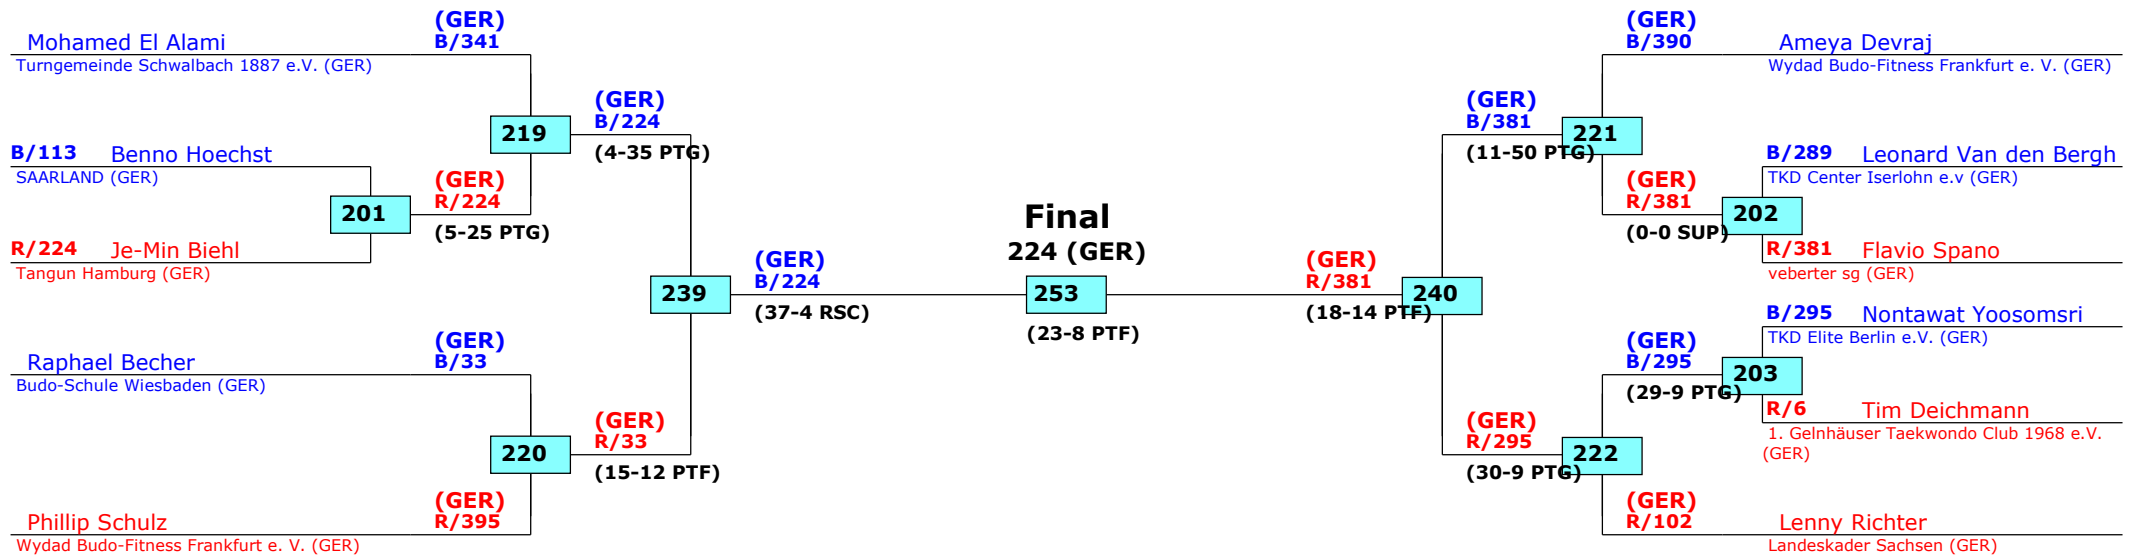 (GER)
B/341
Mohamed El Alami
Turngemeinde Schwalbach 1887 e.V. (GER)
219
(GER)
B/224
(4-35 PTG)
B/113 Benno Hoechst
SAARLAND (GER)
201
(GER)
R/224
(5-25 PTG)
R/224 Je-Min Biehl
Tangun Hamburg (GER)
239
(GER)
B/224
(37-4 RSC)
(GER)
B/33
Raphael Becher
Budo-Schule Wiesbaden (GER)
220
(GER)
R/33
(15-12 PTF)
(GER)
R/395
Phillip Schulz
Wydad Budo-Fitness Frankfurt e. V. (GER)
Final
224 (GER)
253
(23-8 PTF)
(GER)
B/390
Ameya Devraj
Wydad Budo-Fitness Frankfurt e. V. (GER)
(GER)
B/381
(11-50 PTG)
221
B/289 Leonard Van den Bergh
TKD Center Iserlohn e.v (GER)
(GER)
R/381
(0-0 SUP)
202
R/381 Flavio Spano
veberter sg (GER)
(GER)
R/381
(18-14 PTF)
240
B/295 Nontawat Yoosomsri
TKD Elite Berlin e.V. (GER)
(GER)
B/295
(29-9 PTG)
203
R/6 Tim Deichmann
1. Gelnhäuser Taekwondo Club 1968 e.V.
(GER)
(GER)
R/295
(30-9 PTG)
222
(GER)
R/102
Lenny Richter
Landeskader Sachsen (GER)